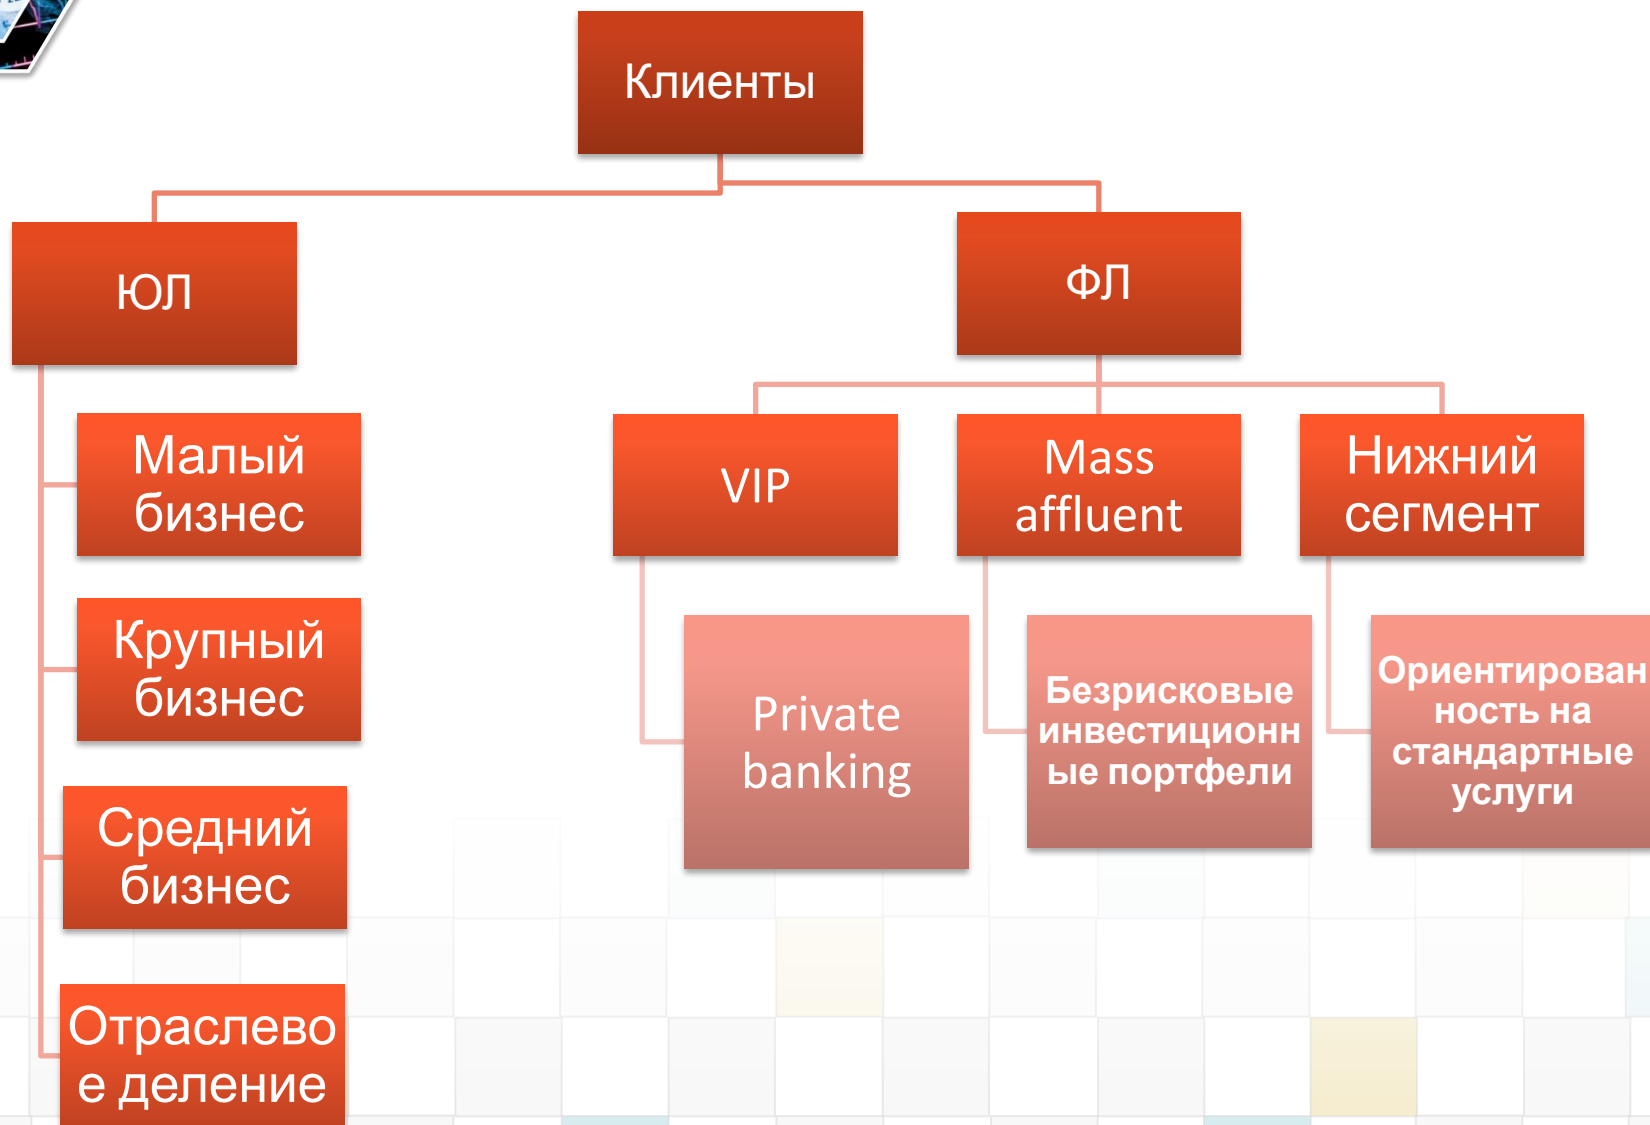 Клиенты
ЮЛ
ФЛ
Малый
бизнес
Крупный
бизнес
Средний
бизнес
Отраслево
е деление
VIP
Mass
affluent
Нижний
сегмент
Private
banking
Безрисковые
инвестиционн
ые портфели
Ориентирован
ность на
стандартные
услуги